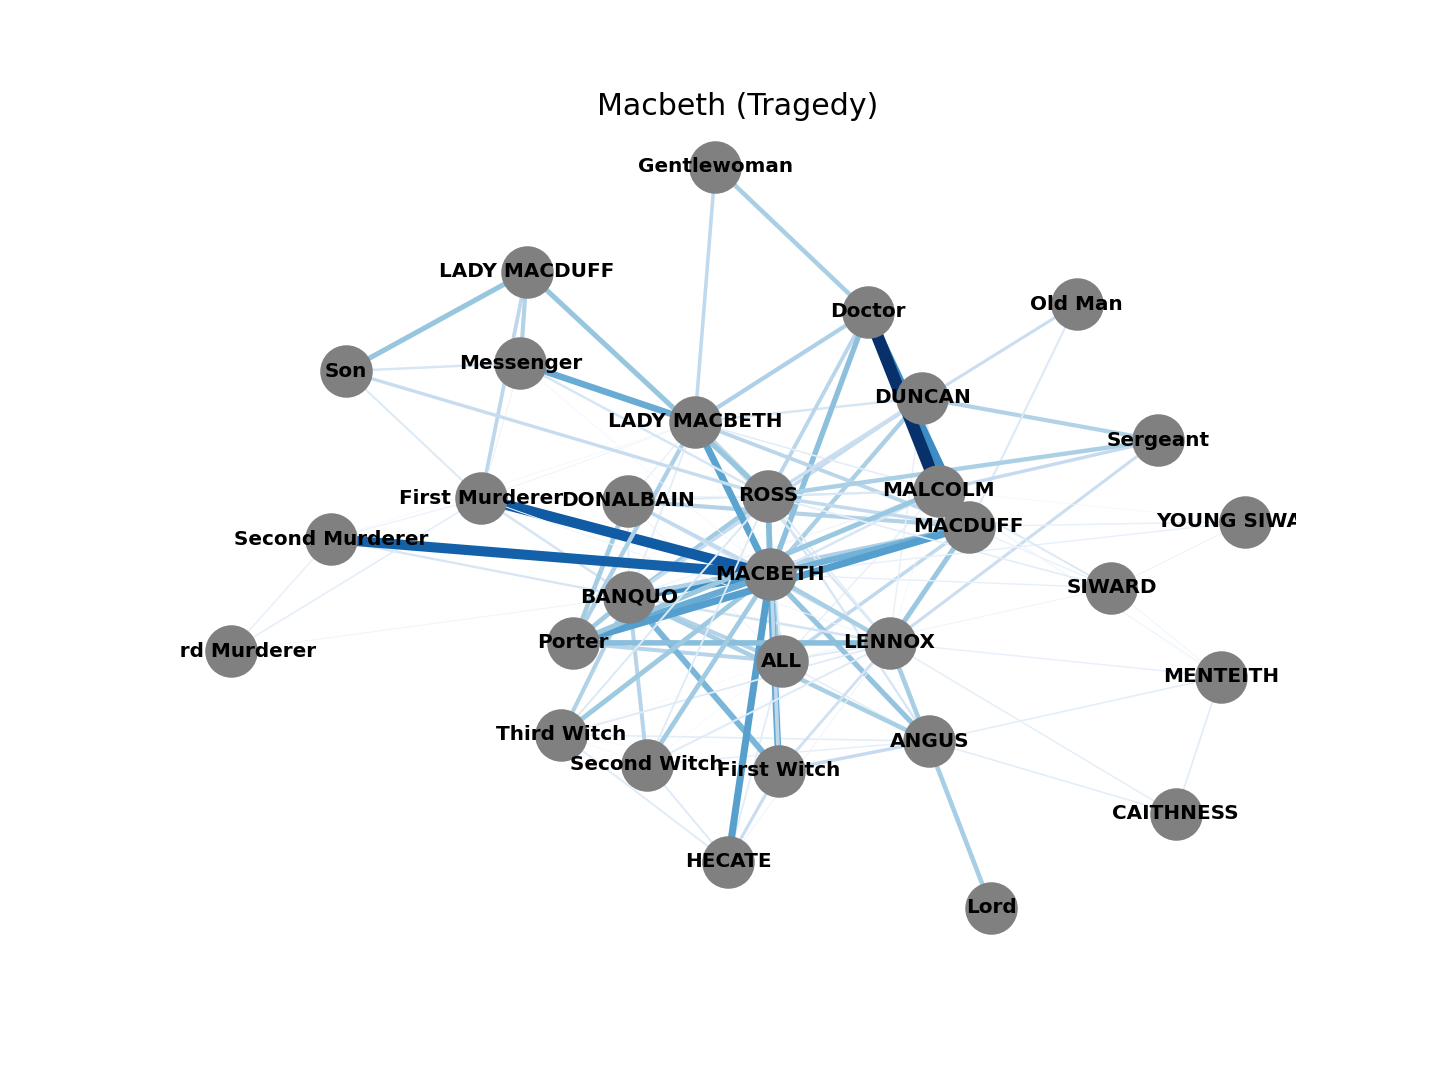 Macbeth (Tragedy)
Gentlewoman
LADY MACDUFF
Doctor
Old Man
Messenger
Son
DUNCAN
LADY MACBETH
Sergeant
MALCOLM
ROSS
First Murderer
DONALBAIN
YOUNG SIWA
MACDUFF
Second Murderer
MACBETH
SIWARD
BANQUO
Porter
LENNOX
rd Murderer
ALL
MENTEITH
Third Witch
ANGUS
Second Witch
First Witch
CAITHNESS
HECATE
Lord